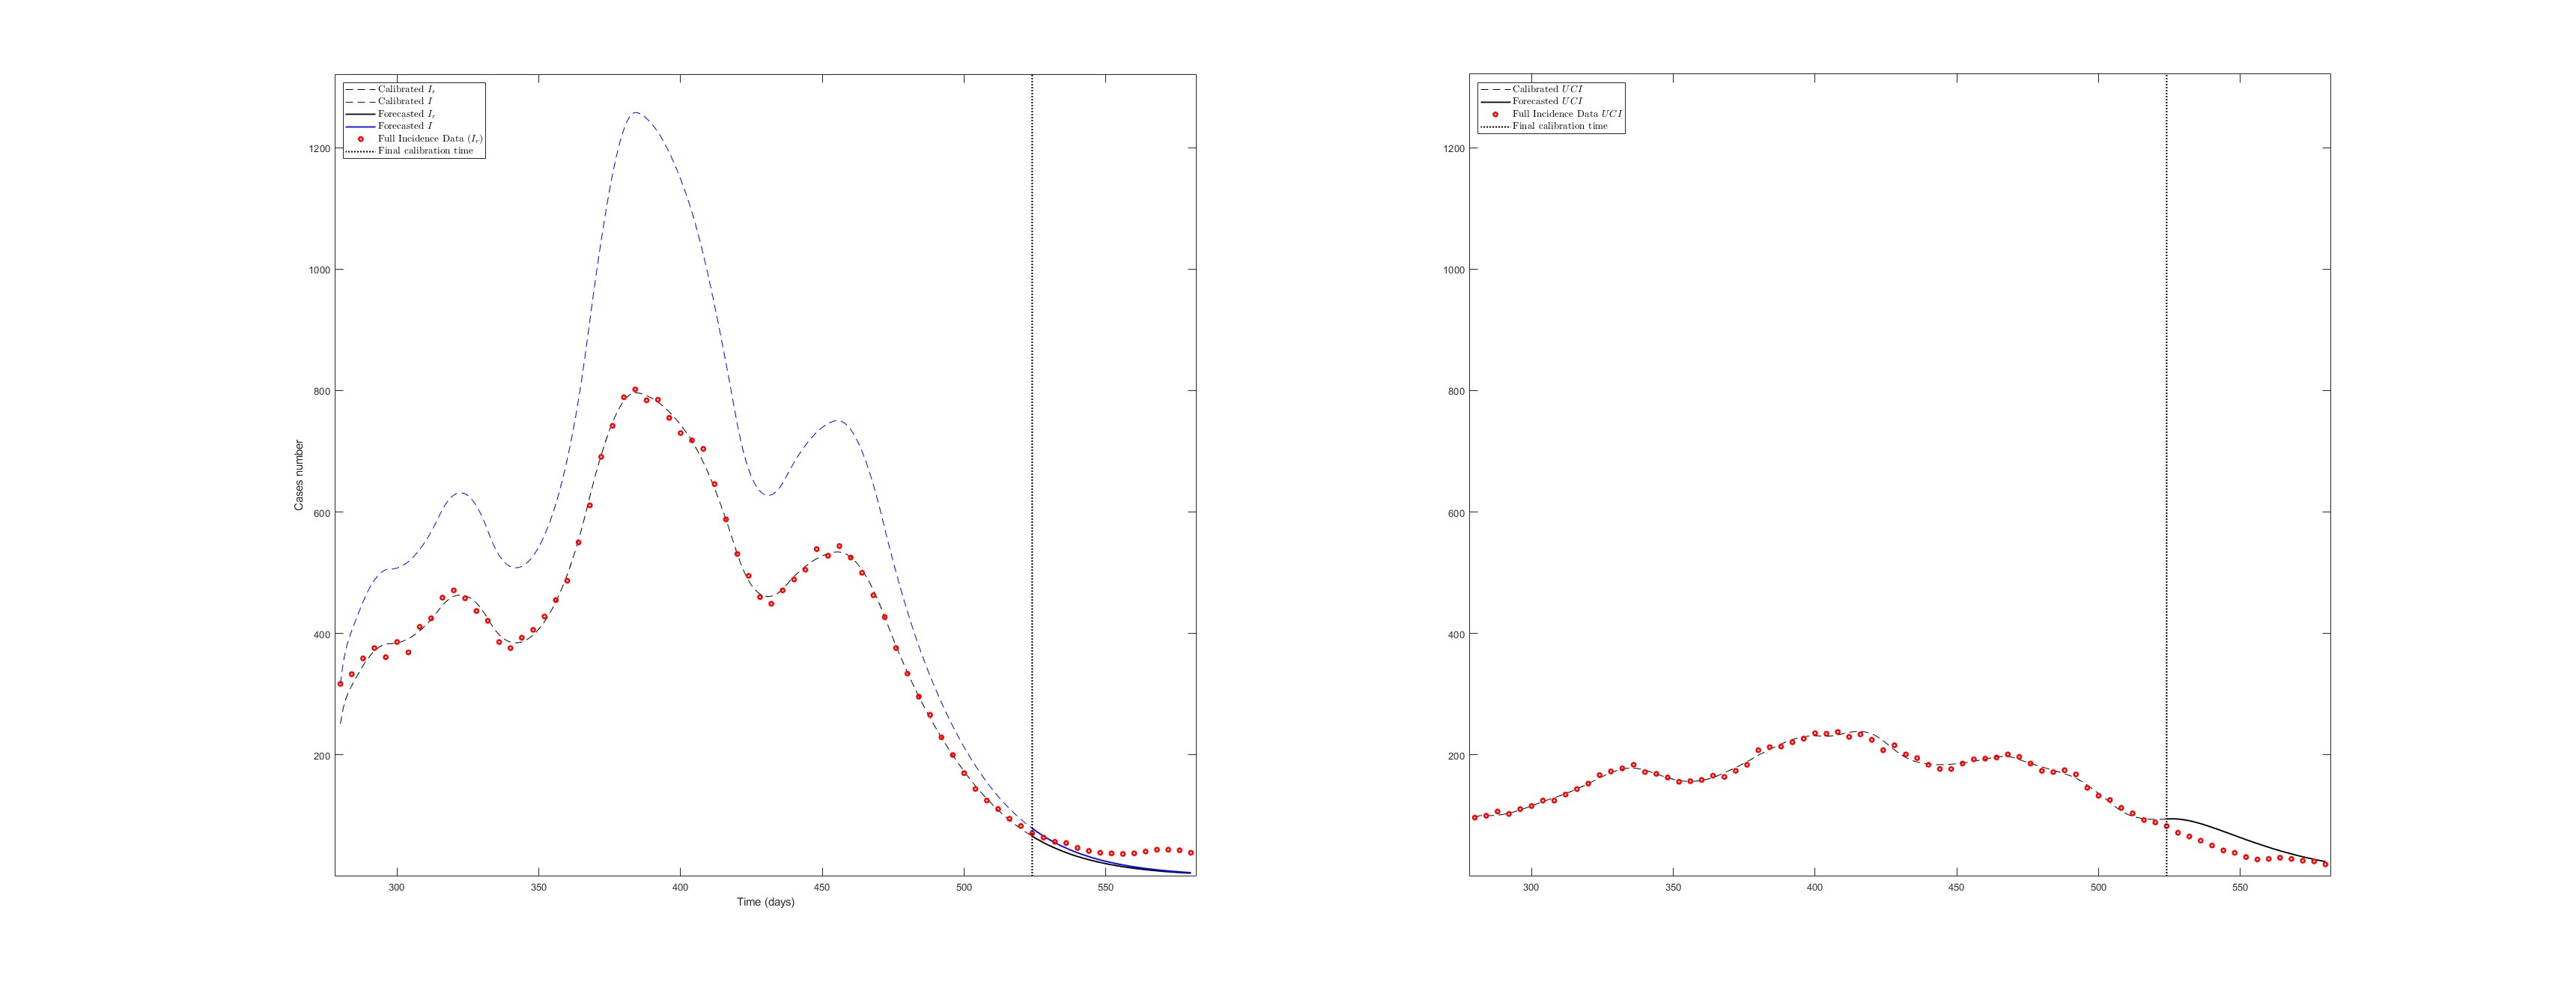 Calibrated I_r
Calibrated I
Forecasted I_r
Forecasted I
Full Incidence Data (I_r)
Final calibration time
1200
1000
800
600
400
200
Cases number
300 350 400 450 500 550
Time (days)
Calibrated UCI
Forecasted UCI
Full Incidence Data UCI
Final calibration time
1200
1000
800
600
400
200
300 350 400 450 500 550